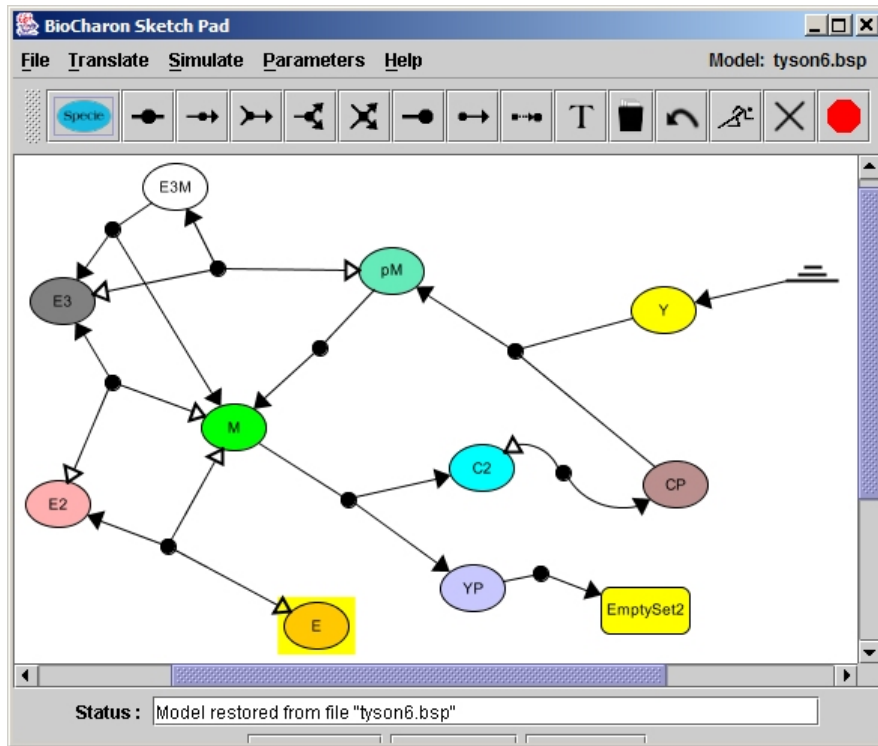 BioCharon Sketch Pad
File Translate Simulate Parameters Help Model: tyson6.bsp
Specie T
E3M
pM
E3
Y
M
C2
CP
E2
YP
EmptySet2
E
Status : Model restored from file "tyson6.bsp"